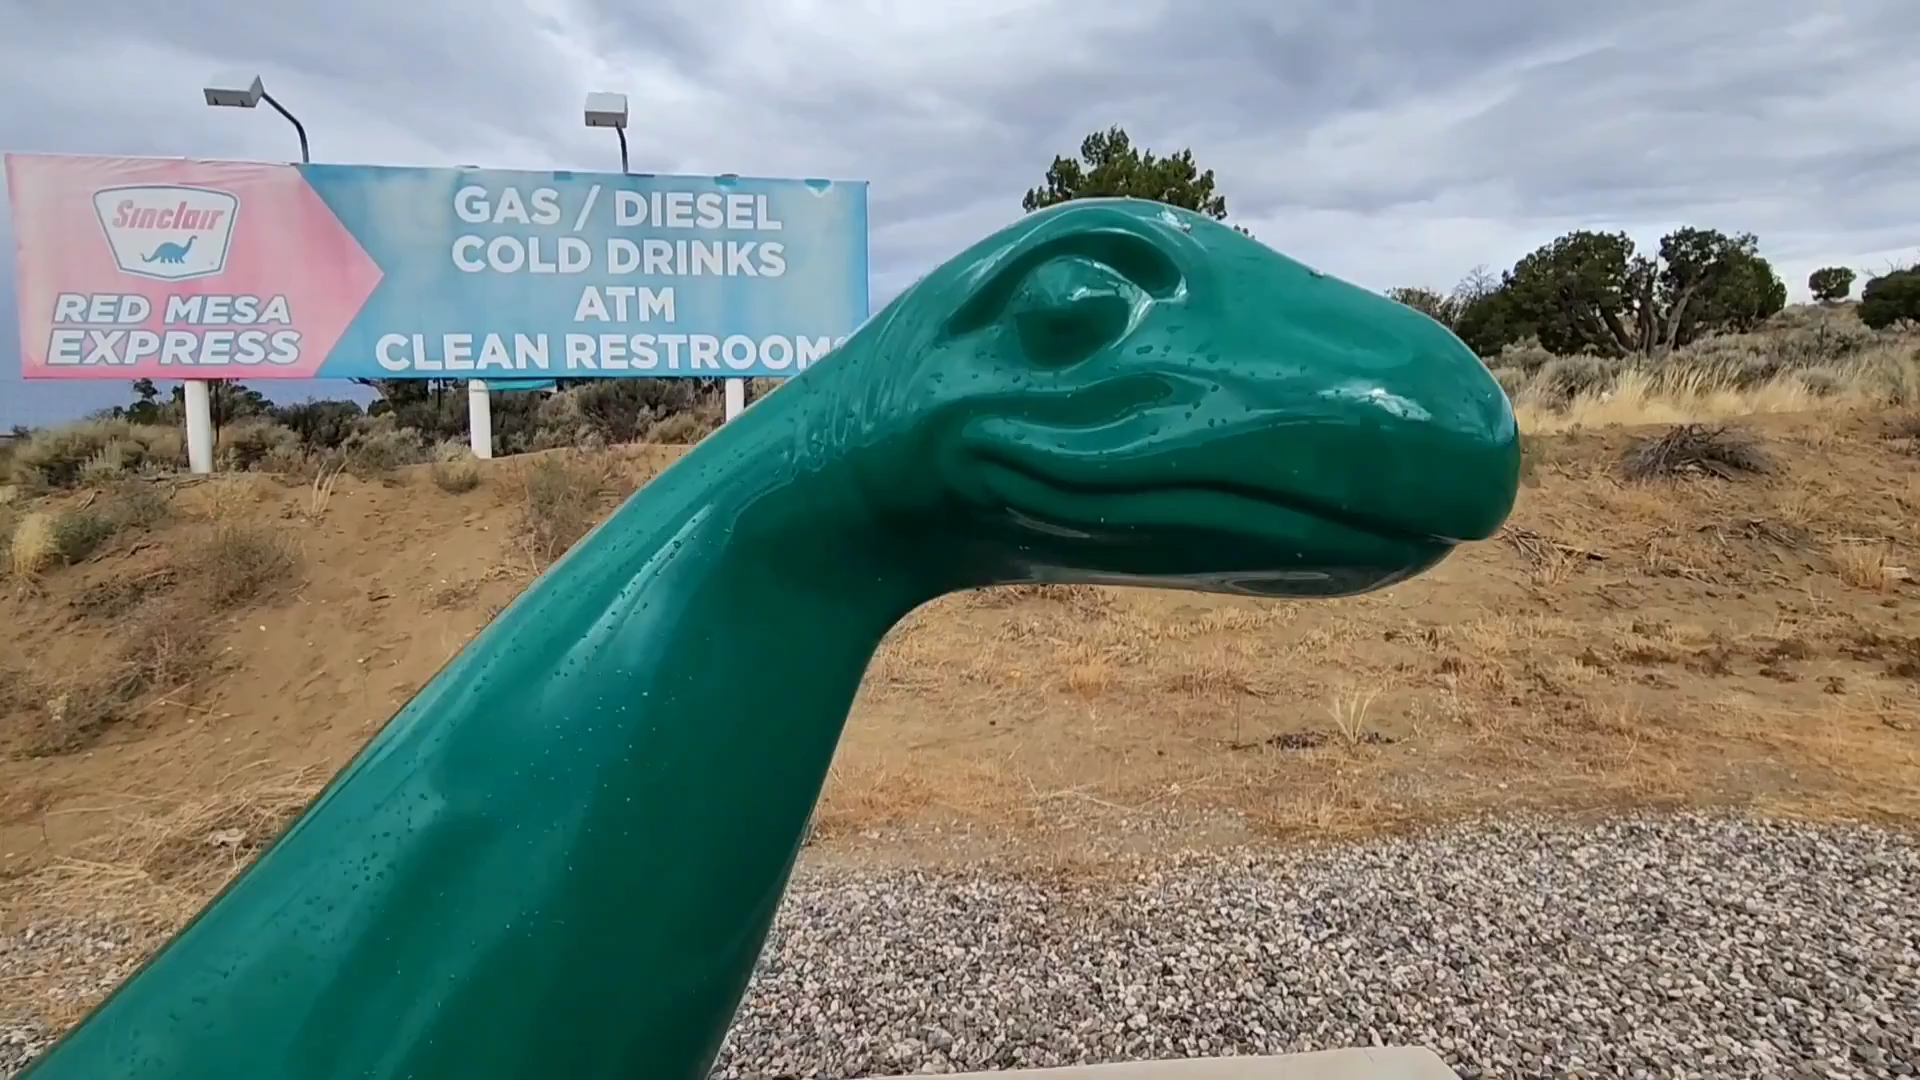 Sinclair
RED MESA
EXPRESS
GAS / DIESEL
COLD DRINKS
ATM
CLEAN RESTROOMS